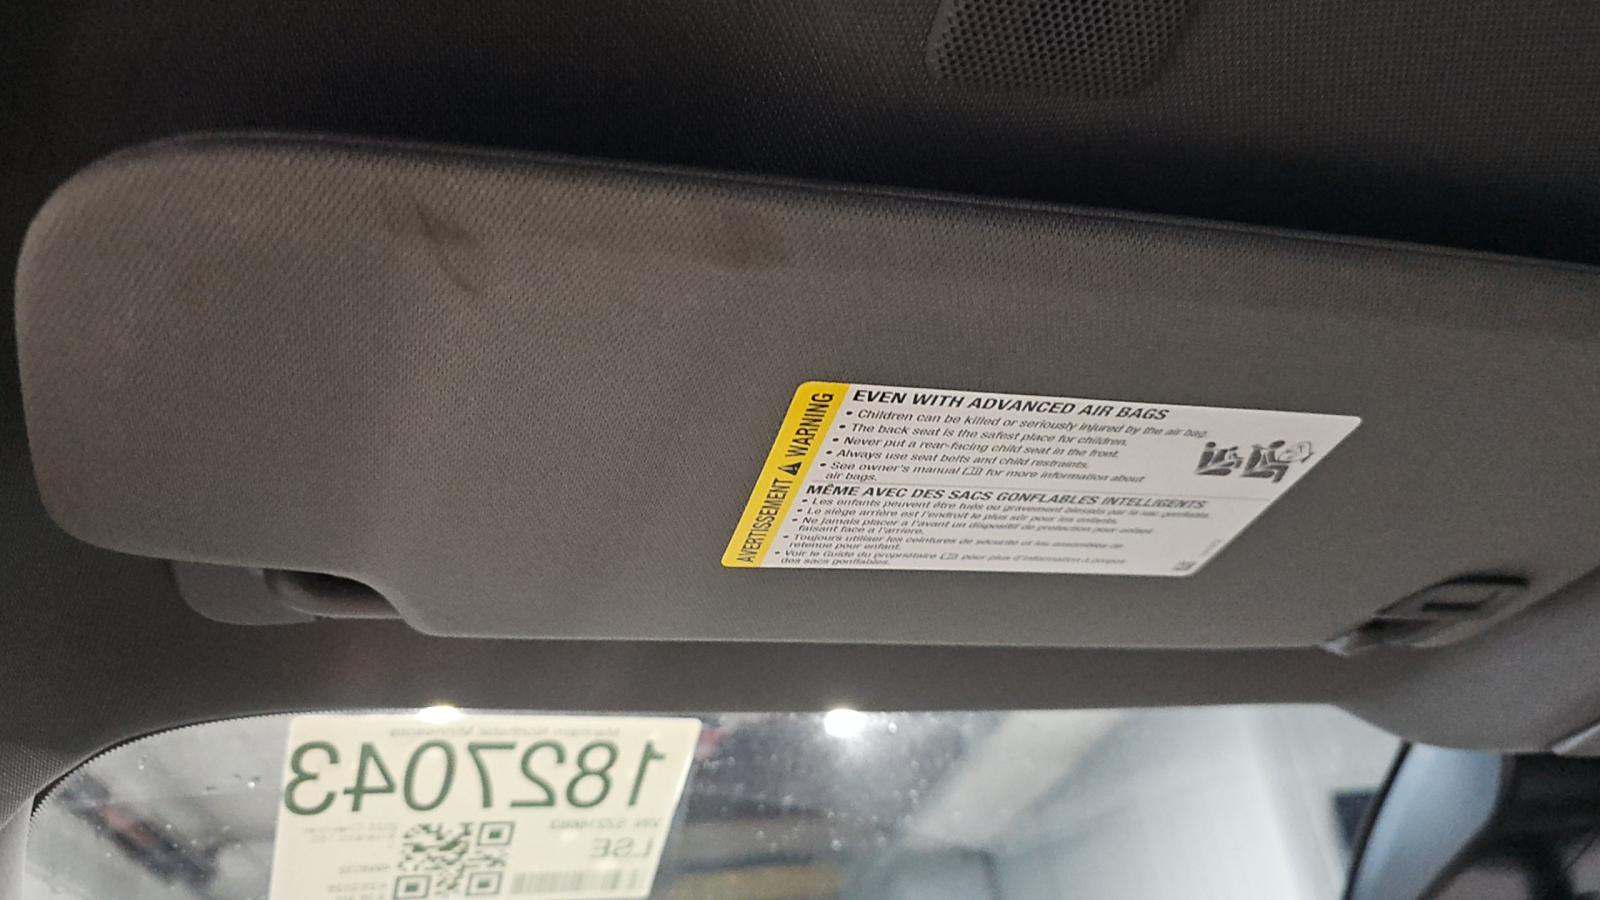 AVERTISSEMENT WARNING
EVEN WITH ADVANCED AIR BAGS
• Children can be killed or seriously injured by the air bag.
• The back seat is the safest place for children.
• Never put a rear-facing child seat in the front.
• Always use seat belts and child restraints.
• See owner's manual for more information about
air bags.
MÊME AVEC DES SACS GONFLABLES INTELLIGENTS
• Les enfants peuvent être tués ou gravement blessés par le sac gonflable.
• Le siège arrière est l'endroit le plus sûr pour les enfants.
• Ne jamais placer à l'avant un dispositif de protection pour enfant
faisant face à l'arrière.
• Toujours utiliser les ceintures de sécurité et les ensembles de
retenue pour enfant.
• Voir le Guide du propriétaire pour plus d'information à propos
des sacs gonflables.
1827043
LSE